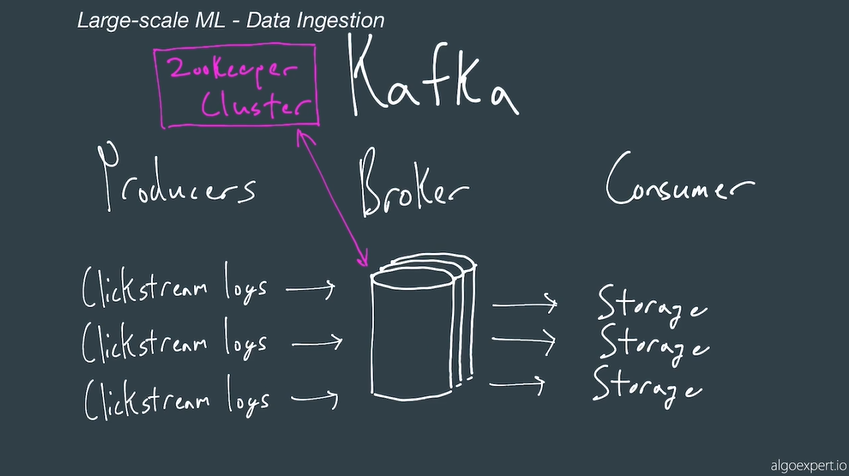 Large-scale ML - Data Ingestion
Zookeeper
Cluster
Kafka
Producers
Broker
Consumer
Clickstream logs
Storage
Clickstream logs
Storage
Clickstream logs
Storage
algoexpert.io